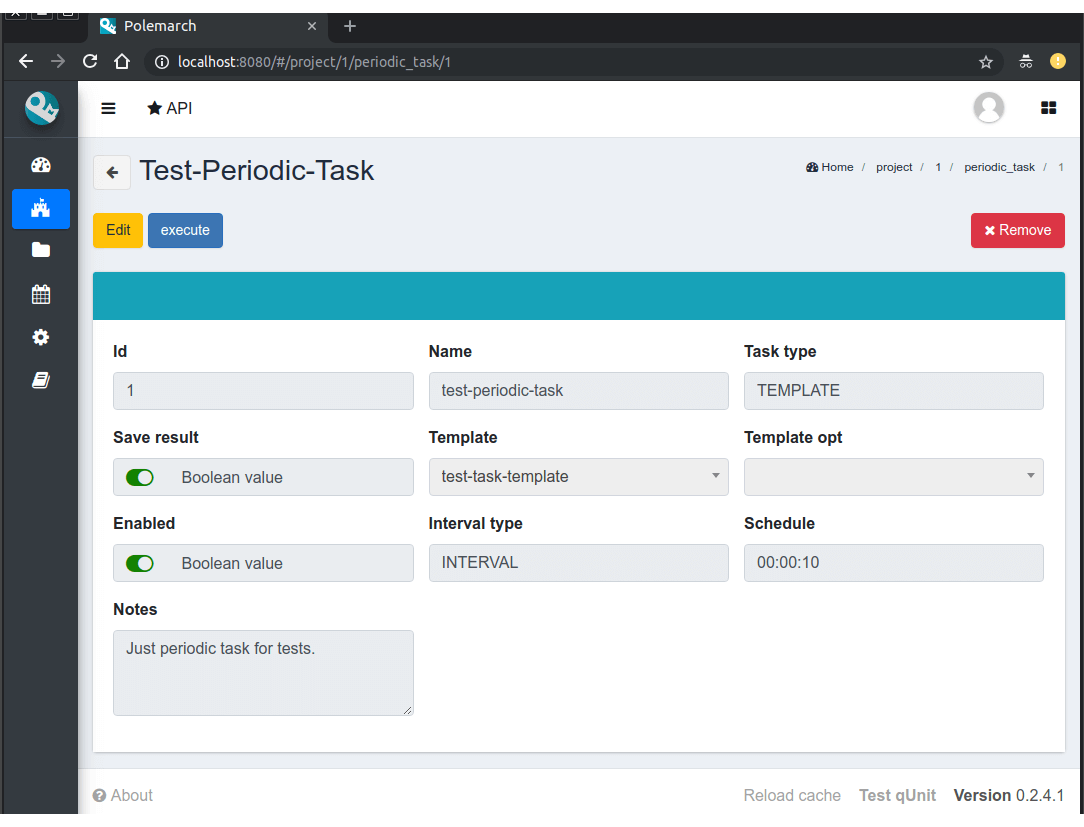 Polemarch
localhost:8080/#/project/1/periodic_task/1
API
Test-Periodic-Task
Home / project / 1 / periodic_task / 1
Edit execute Remove
Id Name Task type
1 test-periodic-task TEMPLATE
Save result Template Template opt
Boolean value test-task-template
Enabled Interval type Schedule
Boolean value INTERVAL 00:00:10
Notes
Just periodic task for tests.
About Reload cache Test qUnit Version 0.2.4.1